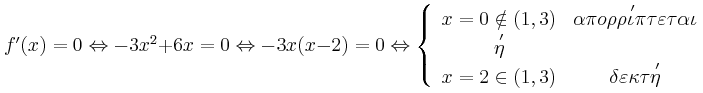 f′(x) = 0 ⇔ −3x² + 6x = 0 ⇔ −3x(x−2) = 0 ⇔ { x = 0 ∉ (1, 3) απορρίπτεται
ή
x = 2 ∈ (1, 3) δεκτή